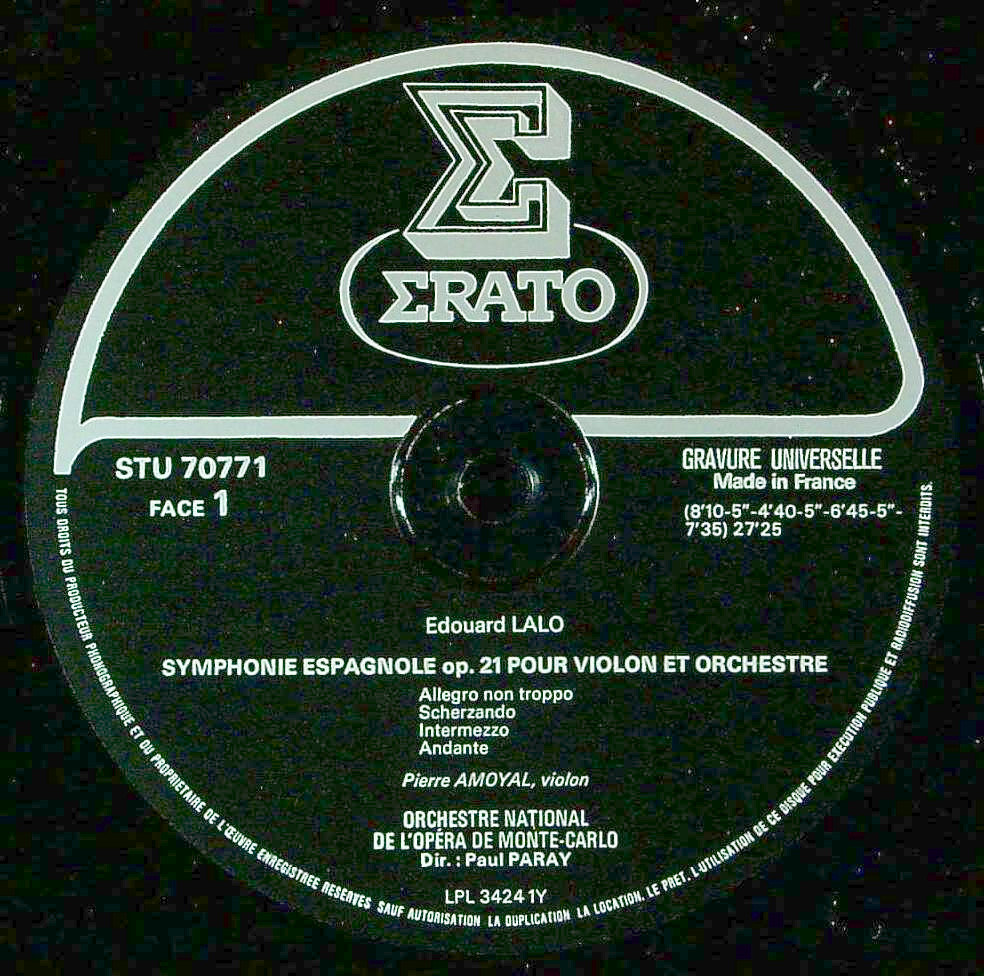 Σ
ΣRATO
STU 70771
FACE 1
GRAVURE UNIVERSELLE
Made in France
(8'10-5"-4'40-5"-6'45-5"-
7'35) 27'25
Edouard LALO
SYMPHONIE ESPAGNOLE op. 21 POUR VIOLON ET ORCHESTRE
Allegro non troppo
Scherzando
Intermezzo
Andante
Pierre AMOYAL, violon
ORCHESTRE NATIONAL
DE L'OPÉRA DE MONTE-CARLO
Dir. : Paul PARAY
LPL 3424 1Y
TOUS DROITS DU PRODUCTEUR PHONOGRAPHIQUE ET DU PROPRIETAIRE DE L'ŒUVRE ENREGISTREE RESERVES SAUF AUTORISATION LA DUPLICATION, LA LOCATION, LE PRET, L'UTILISATION DE CE DISQUE POUR EXECUTION PUBLIQUE ET RADIODIFFUSION SONT INTERDITS.